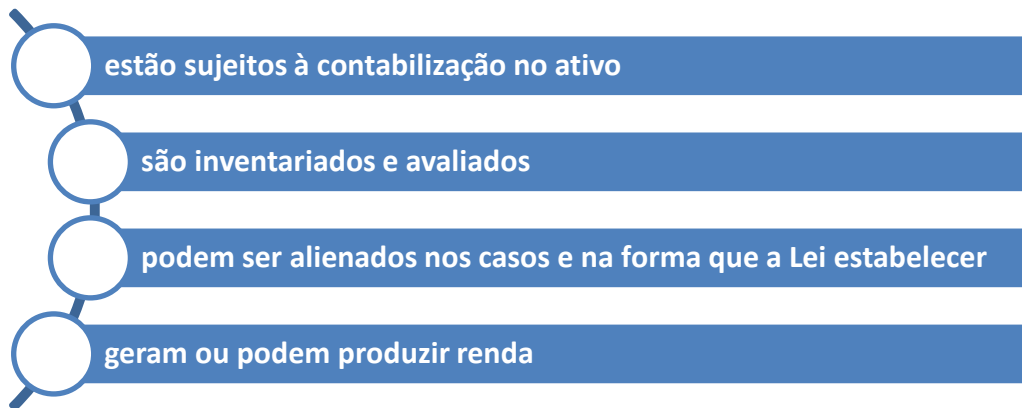 estão sujeitos à contabilização no ativo
são inventariados e avaliados
podem ser alienados nos casos e na forma que a Lei estabelecer
geram ou podem produzir renda